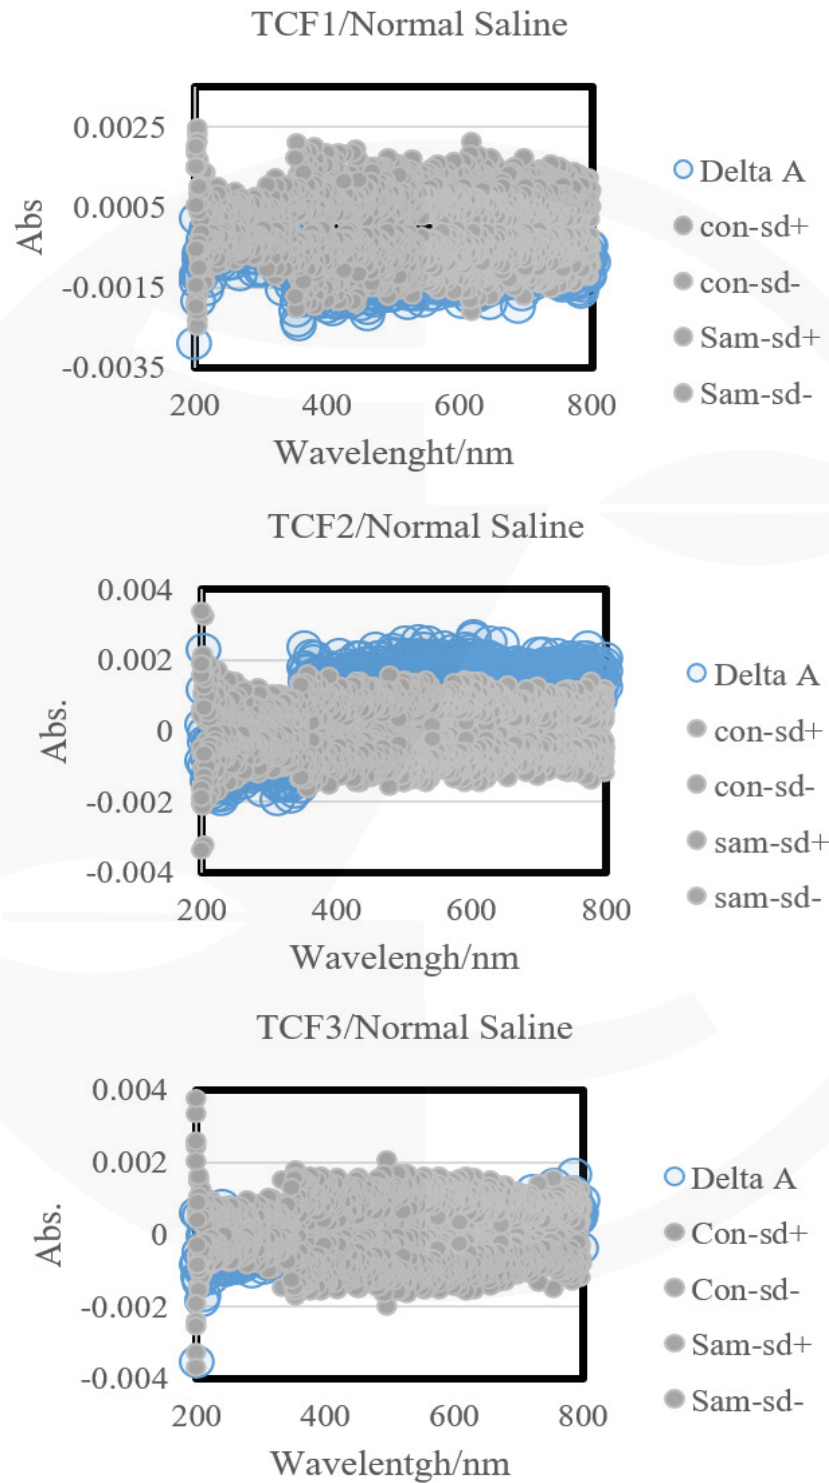 TCF1/Normal Saline
0.0025
0.0005
-0.0015
-0.0035
Abs
200 400 600 800
Wavelenght/nm
Delta A
con-sd+
con-sd-
Sam-sd+
Sam-sd-
TCF2/Normal Saline
0.004
0.002
0
-0.002
-0.004
Abs.
200 400 600 800
Wavelengh/nm
Delta A
con-sd+
con-sd-
sam-sd+
sam-sd-
TCF3/Normal Saline
0.004
0.002
0
-0.002
-0.004
Abs.
200 400 600 800
Wavelentgh/nm
Delta A
Con-sd+
Con-sd-
Sam-sd+
Sam-sd-